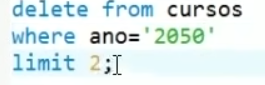 delete from cursos
where ano='2050'
limit 2;